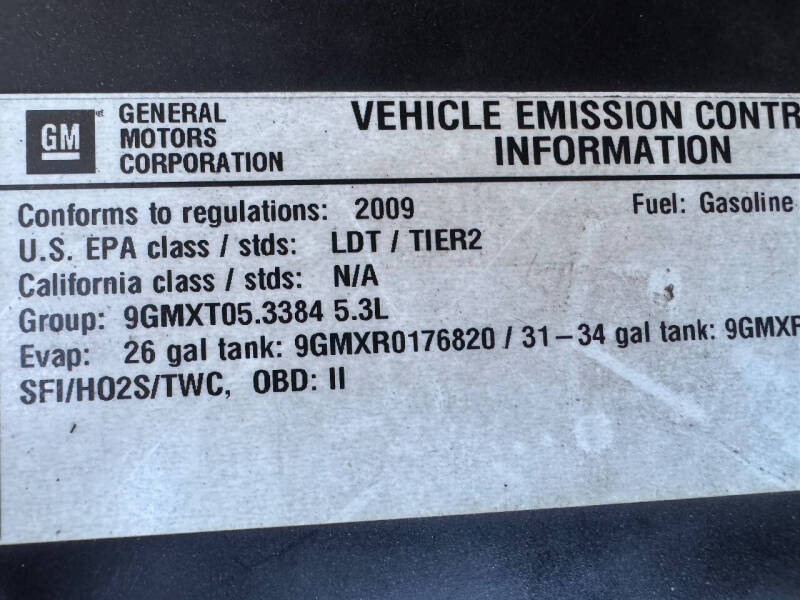 GM
GENERAL
MOTORS
CORPORATION
VEHICLE EMISSION CONTR
INFORMATION
Conforms to regulations: 2009
Fuel: Gasoline
U.S. EPA class / stds: LDT / TIER2
California class / stds: N/A
Group: 9GMXT05.3384 5.3L
Evap: 26 gal tank: 9GMXR0176820 / 31-34 gal tank: 9GMXR
SFI/HO2S/TWC, OBD: II